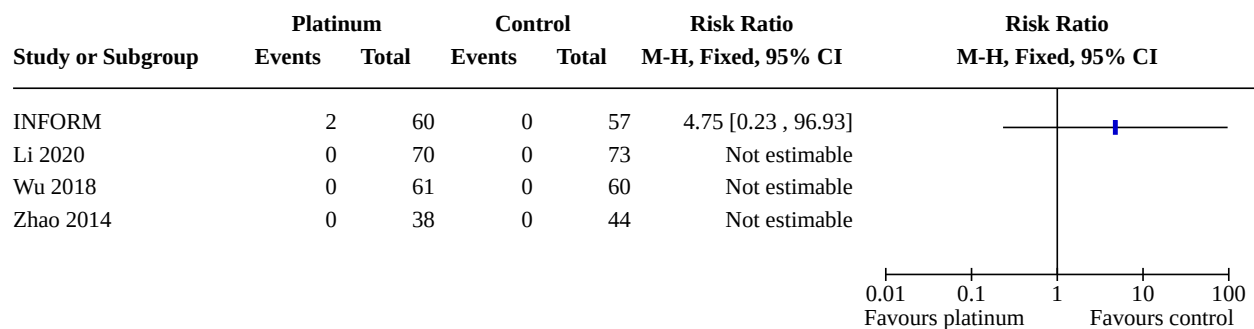 Platinum Control Risk Ratio Risk Ratio
Study or Subgroup Events Total Events Total M-H, Fixed, 95% CI M-H, Fixed, 95% CI
INFORM 2 60 0 57 4.75 [0.23 , 96.93]
Li 2020 0 70 0 73 Not estimable
Wu 2018 0 61 0 60 Not estimable
Zhao 2014 0 38 0 44 Not estimable
0.01 0.1 1 10 100
Favours platinum Favours control